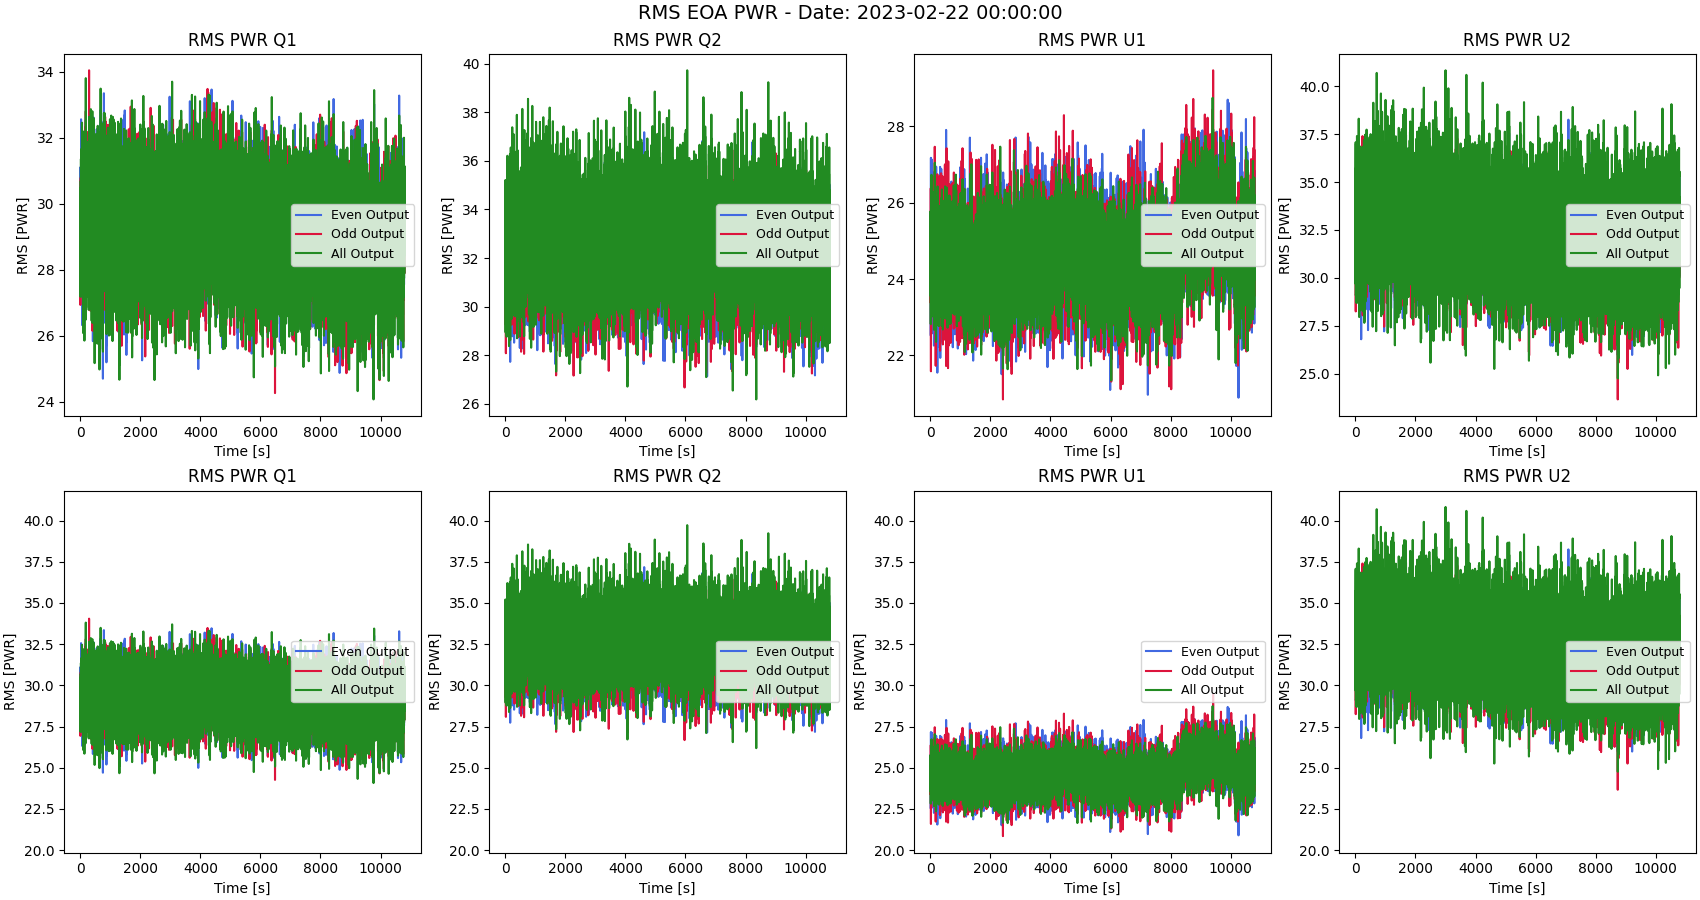 RMS EOA PWR - Date: 2023-02-22 00:00:00
RMS PWR Q1
RMS [PWR]
34
32
30
28
26
24
0 2000 4000 6000 8000 10000
Time [s]
Even Output
Odd Output
All Output
RMS PWR Q2
RMS [PWR]
40
38
36
34
32
30
28
26
0 2000 4000 6000 8000 10000
Time [s]
Even Output
Odd Output
All Output
RMS PWR U1
RMS [PWR]
28
26
24
22
0 2000 4000 6000 8000 10000
Time [s]
Even Output
Odd Output
All Output
RMS PWR U2
RMS [PWR]
40.0
37.5
35.0
32.5
30.0
27.5
25.0
0 2000 4000 6000 8000 10000
Time [s]
Even Output
Odd Output
All Output
RMS PWR Q1
RMS [PWR]
40.0
37.5
35.0
32.5
30.0
27.5
25.0
22.5
20.0
0 2000 4000 6000 8000 10000
Time [s]
Even Output
Odd Output
All Output
RMS PWR Q2
RMS [PWR]
40.0
37.5
35.0
32.5
30.0
27.5
25.0
22.5
20.0
0 2000 4000 6000 8000 10000
Time [s]
Even Output
Odd Output
All Output
RMS PWR U1
RMS [PWR]
40.0
37.5
35.0
32.5
30.0
27.5
25.0
22.5
20.0
0 2000 4000 6000 8000 10000
Time [s]
Even Output
Odd Output
All Output
RMS PWR U2
RMS [PWR]
40.0
37.5
35.0
32.5
30.0
27.5
25.0
22.5
20.0
0 2000 4000 6000 8000 10000
Time [s]
Even Output
Odd Output
All Output